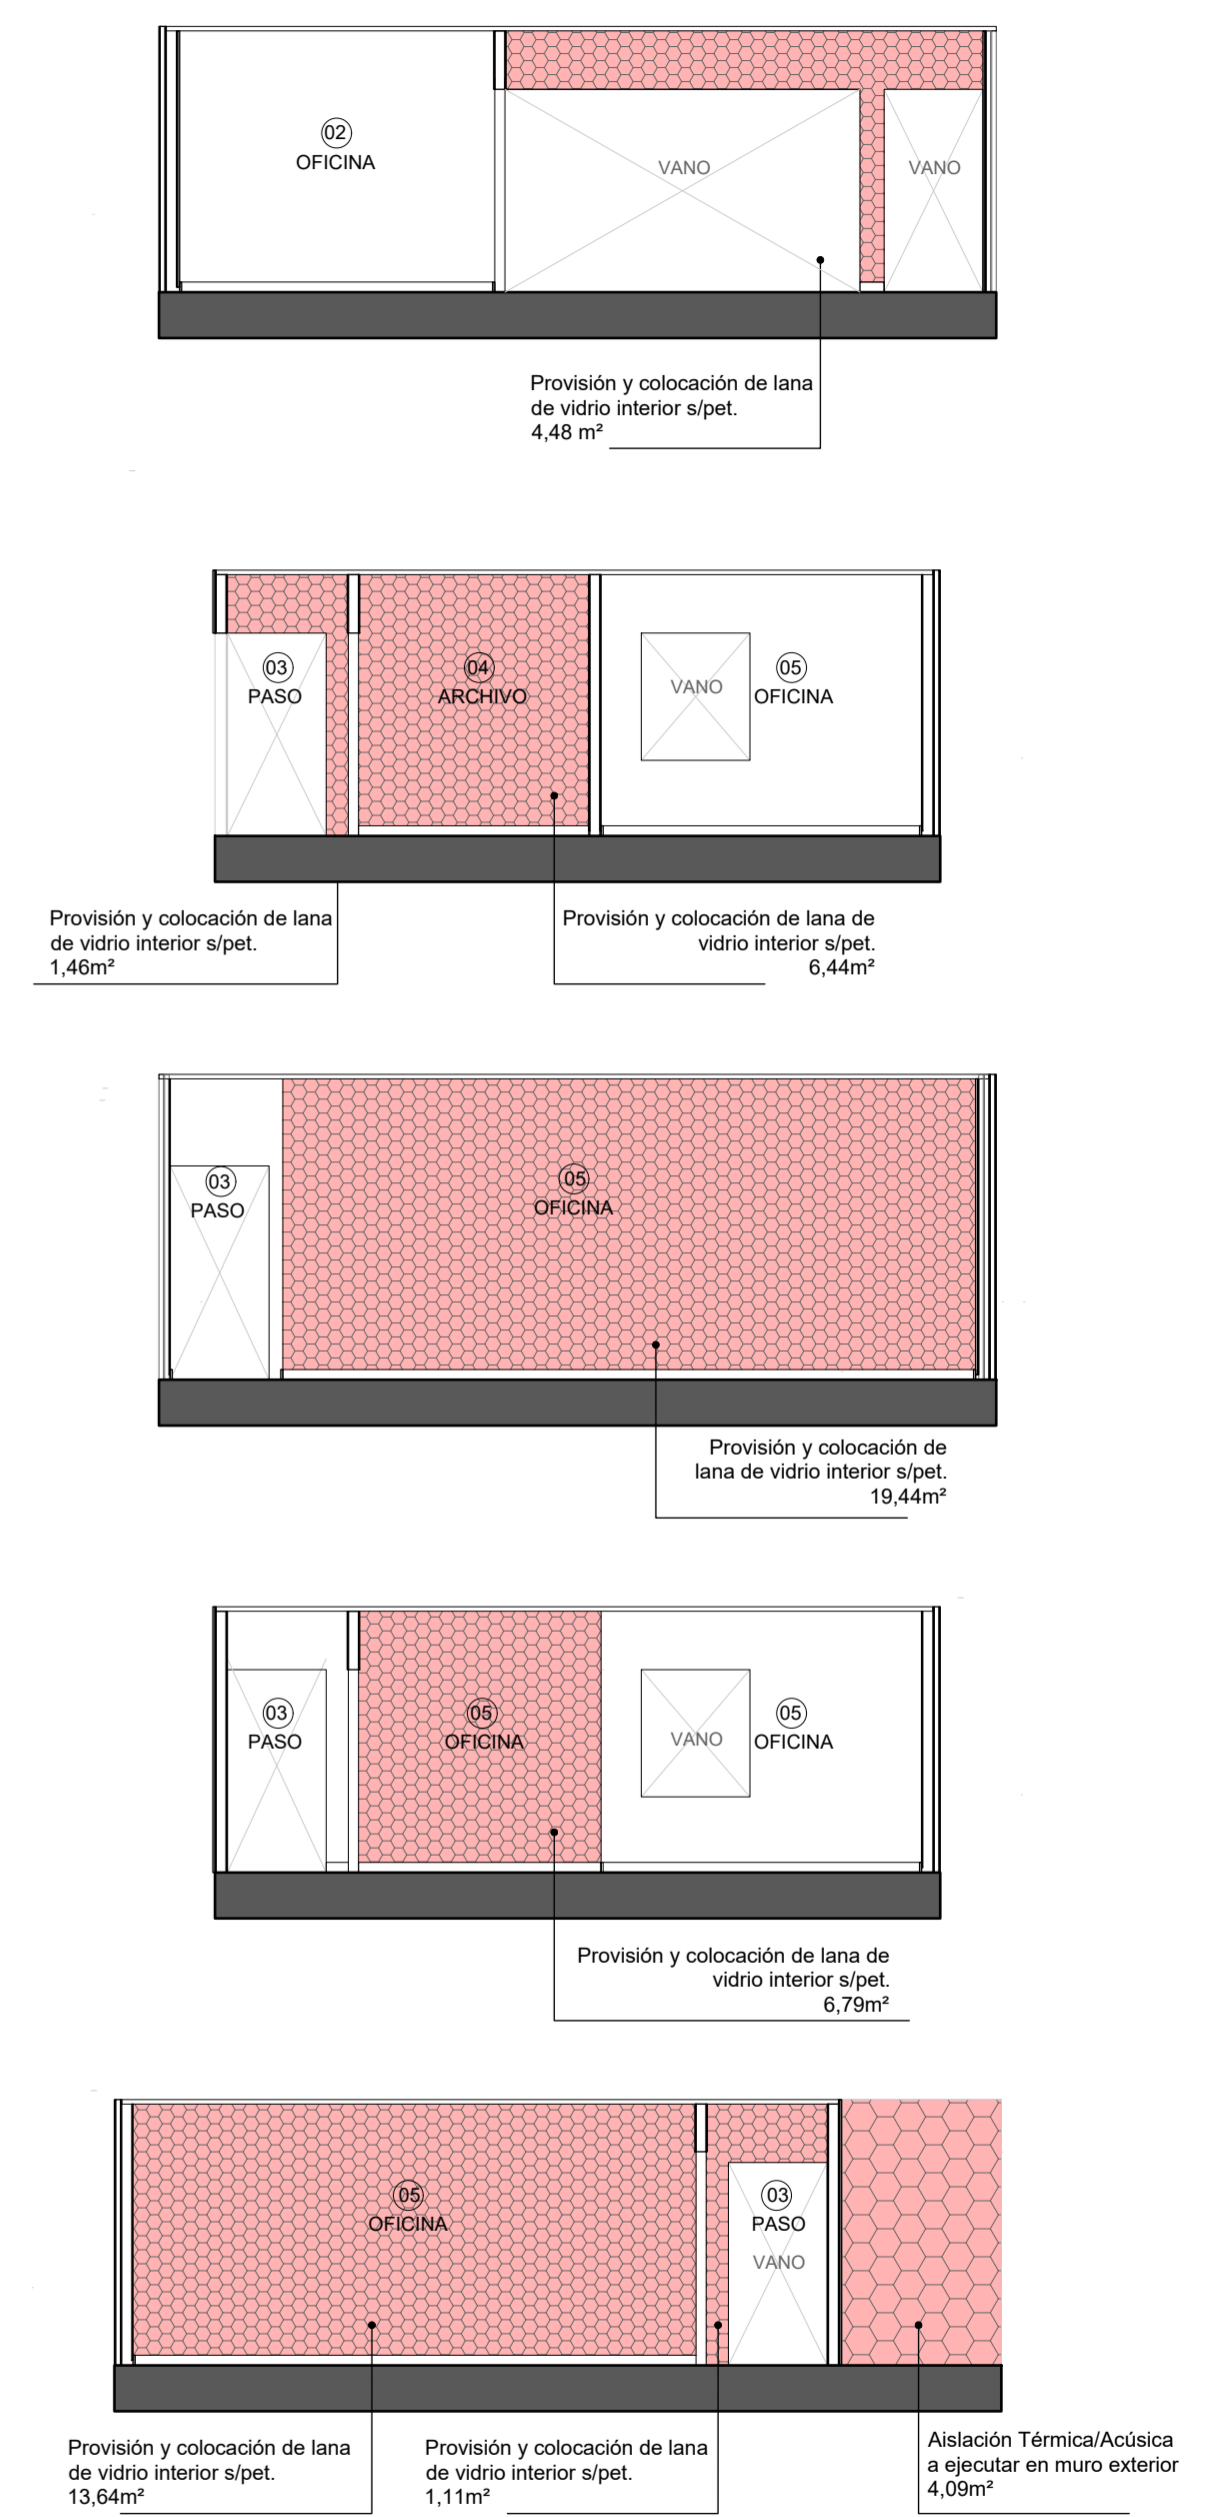 02
OFICINA
VANO
VANO
Provisión y colocación de lana
de vidrio interior s/pet.
4,48 m²
03
PASO
04
ARCHIVO
VANO
05
OFICINA
Provisión y colocación de lana
de vidrio interior s/pet.
1,46m²
Provisión y colocación de lana de
vidrio interior s/pet.
6,44m²
03
PASO
05
OFICINA
Provisión y colocación de
lana de vidrio interior s/pet.
19,44m²
03
PASO
05
OFICINA
VANO
05
OFICINA
Provisión y colocación de lana de
vidrio interior s/pet.
6,79m²
05
OFICINA
03
PASO
VANO
Provisión y colocación de lana
de vidrio interior s/pet.
13,64m²
Provisión y colocación de lana
de vidrio interior s/pet.
1,11m²
Aislación Térmica/Acúsica
a ejecutar en muro exterior
4,09m²